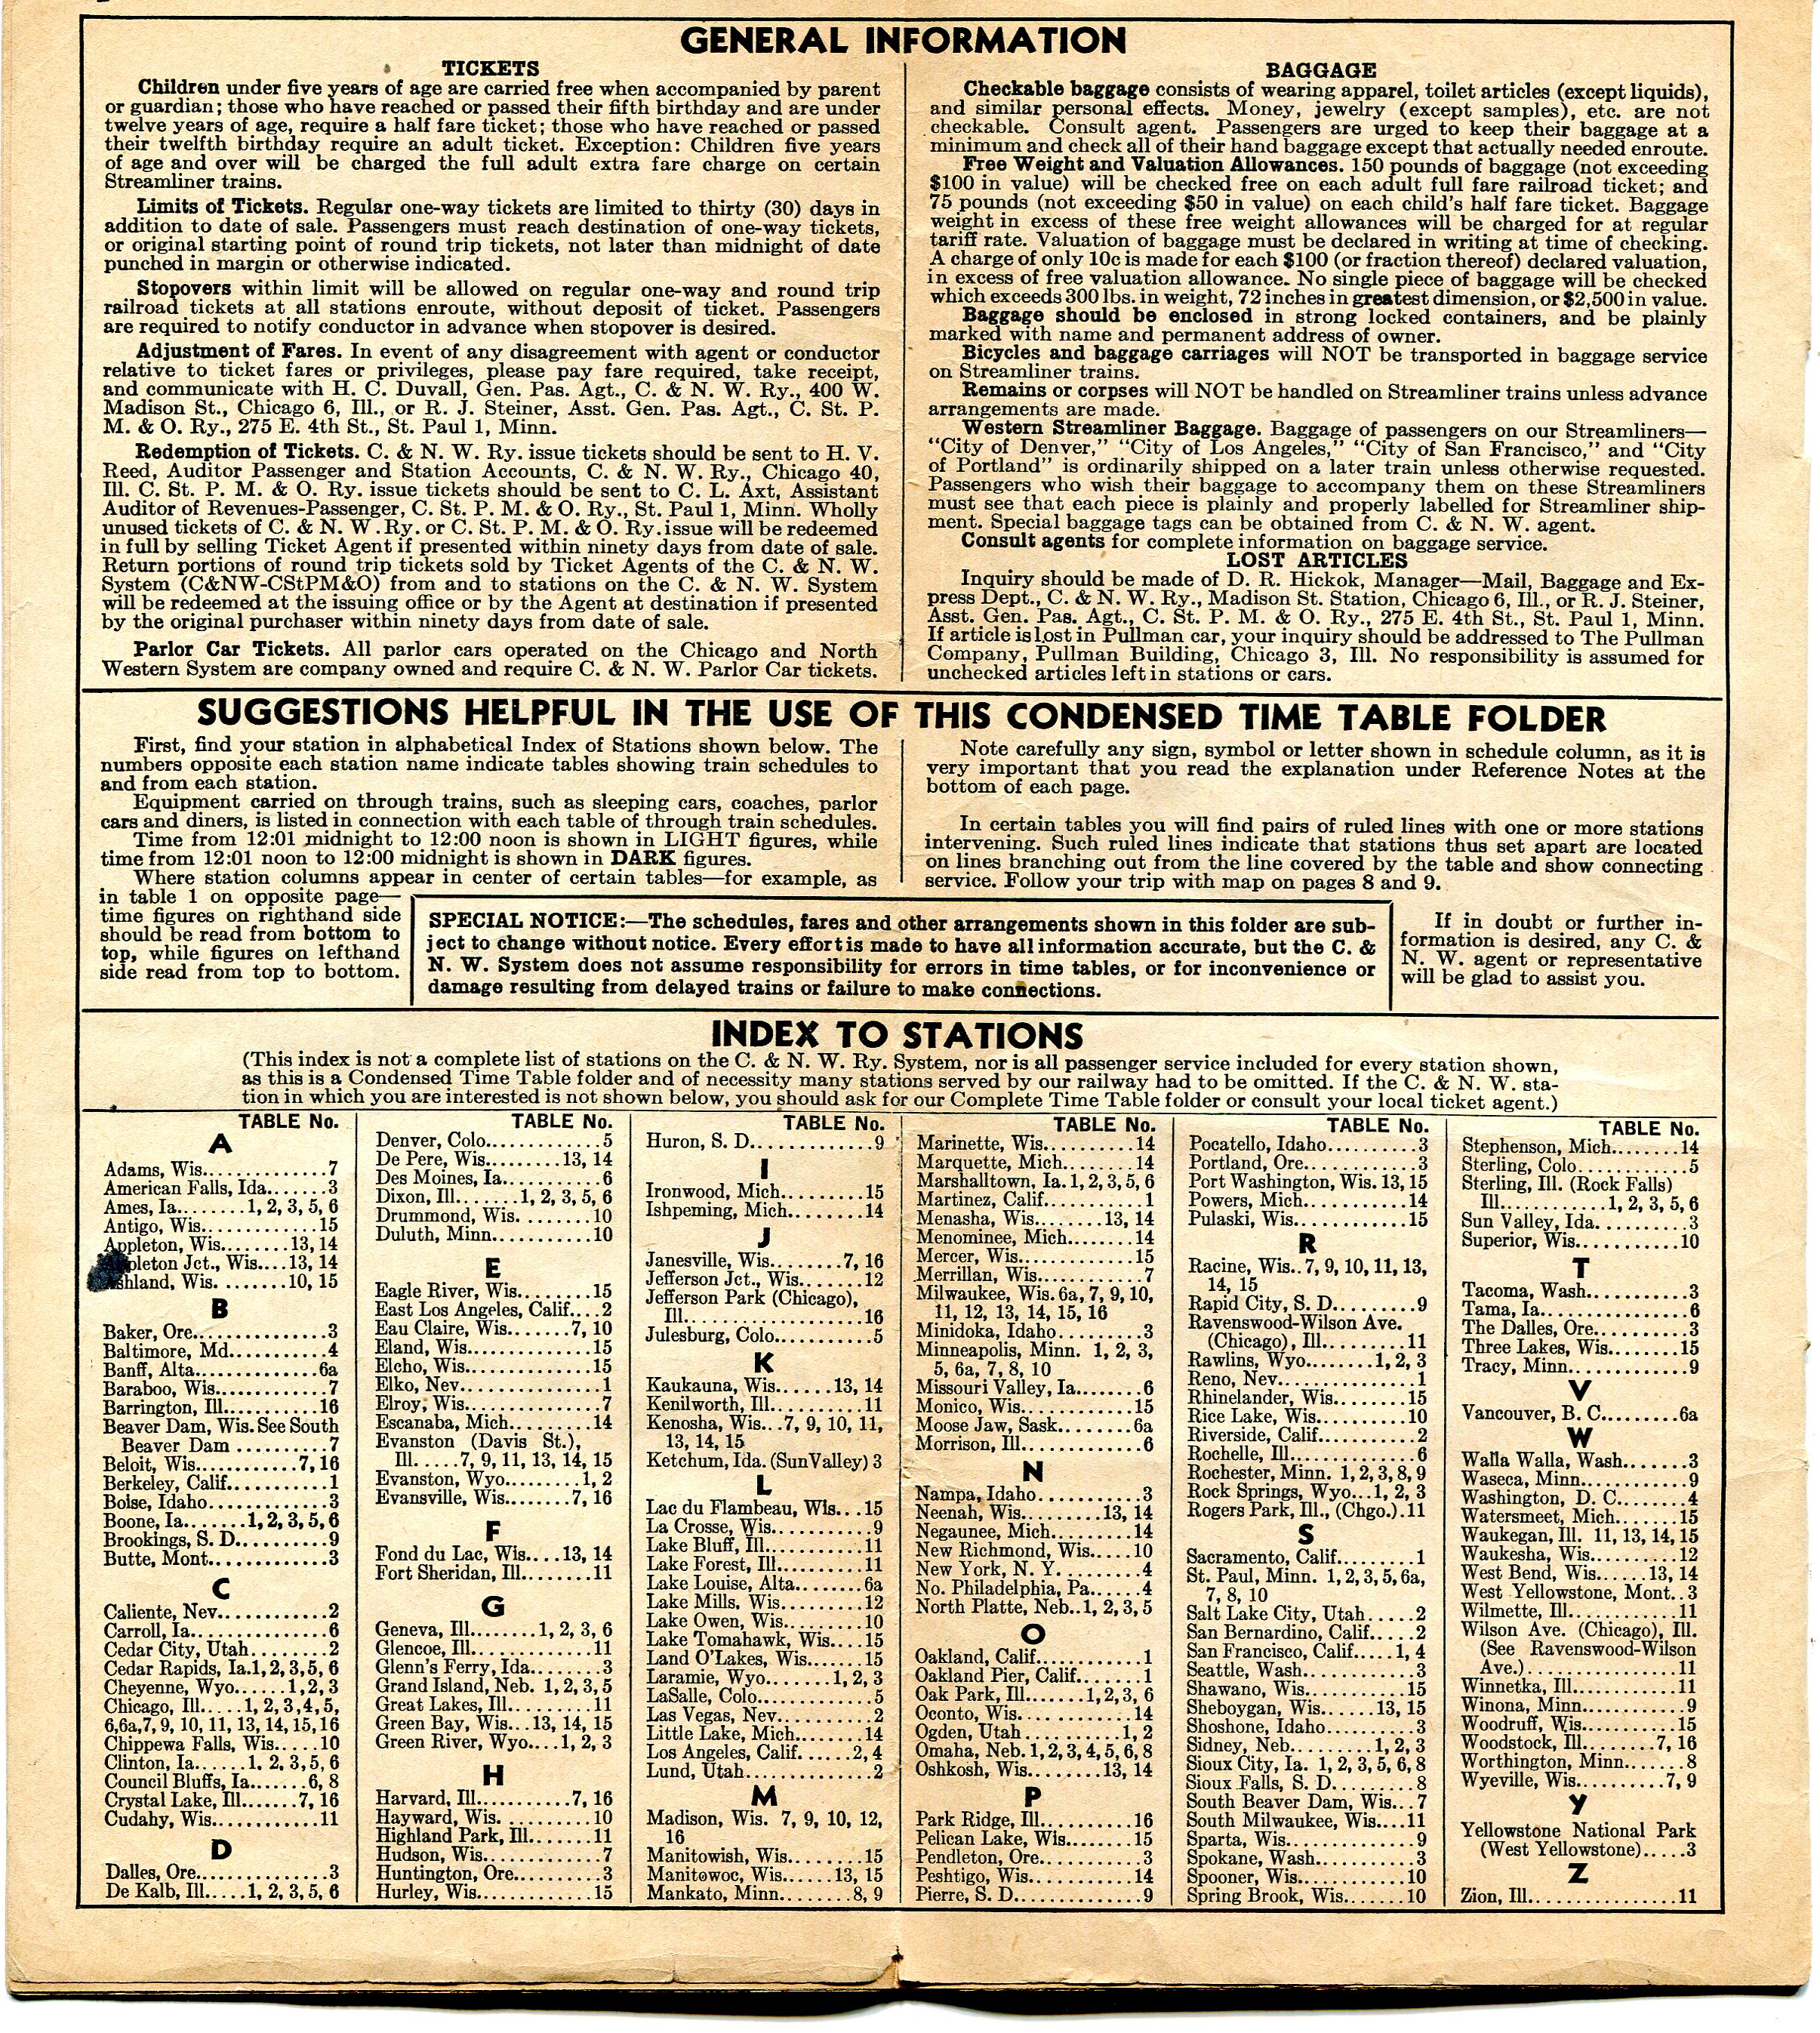 GENERAL INFORMATION
TICKETS
Children under five years of age are carried free when accompanied by parent
or guardian; those who have reached or passed their fifth birthday and are under
twelve years of age, require a half fare ticket; those who have reached or passed
their twelfth birthday require an adult ticket. Exception: Children five years
of age and over will be charged the full adult extra fare charge on certain
Streamliner trains.
Limits of Tickets. Regular one-way tickets are limited to thirty (30) days in
addition to date of sale. Passengers must reach destination of one-way tickets,
or original starting point of round trip tickets, not later than midnight of date
punched in margin or otherwise indicated.
Stopovers within limit will be allowed on regular one-way and round trip
railroad tickets at all stations enroute, without deposit of ticket. Passengers
are required to notify conductor in advance when stopover is desired.
Adjustment of Fares. In event of any disagreement with agent or conductor
relative to ticket fares or privileges, please pay fare required, take receipt,
and communicate with H. C. Duvall, Gen. Pas. Agt., C. & N. W. Ry., 400 W.
Madison St., Chicago 6, Ill., or R. J. Steiner, Asst. Gen. Pas. Agt., C. St. P.
M. & O. Ry., 275 E. 4th St., St. Paul 1, Minn.
Redemption of Tickets. C. & N. W. Ry. issue tickets should be sent to H. V.
Reed, Auditor Passenger and Station Accounts, C. & N. W. Ry., Chicago 40,
Ill. C. St. P. M. & O. Ry. issue tickets should be sent to C. L. Axt, Assistant
Auditor of Revenues-Passenger, C. St. P. M. & O. Ry., St. Paul 1, Minn. Wholly
unused tickets of C. & N. W. Ry. or C. St. P. M. & O. Ry. issue will be redeemed
in full by selling Ticket Agent if presented within ninety days from date of sale.
Return portions of round trip tickets sold by Ticket Agents of the C. & N. W.
System (C&NW-CStPM&O) from and to stations on the C. & N. W. System
will be redeemed at the issuing office or by the Agent at destination if presented
by the original purchaser within ninety days from date of sale.
Parlor Car Tickets. All parlor cars operated on the Chicago and North
Western System are company owned and require C. & N. W. Parlor Car tickets.
BAGGAGE
Checkable baggage consists of wearing apparel, toilet articles (except liquids),
and similar personal effects. Money, jewelry (except samples), etc. are not
checkable. Consult agent. Passengers are urged to keep their baggage at a
minimum and check all of their hand baggage except that actually needed enroute.
Free Weight and Valuation Allowances. 150 pounds of baggage (not exceeding
$100 in value) will be checked free on each adult full fare railroad ticket; and
75 pounds (not exceeding $50 in value) on each child's half fare ticket. Baggage
weight in excess of these free weight allowances will be charged for at regular
tariff rate. Valuation of baggage must be declared in writing at time of checking.
A charge of only 10c is made for each $100 (or fraction thereof) declared valuation,
in excess of free valuation allowance. No single piece of baggage will be checked
which exceeds 300 lbs. in weight, 72 inches in greatest dimension, or $2,500 in value.
Baggage should be enclosed in strong locked containers, and be plainly
marked with name and permanent address of owner.
Bicycles and baggage carriages will NOT be transported in baggage service
on Streamliner trains.
Remains or corpses will NOT be handled on Streamliner trains unless advance
arrangements are made.
Western Streamliner Baggage. Baggage of passengers on our Streamliners—
"City of Denver," "City of Los Angeles," "City of San Francisco," and "City
of Portland" is ordinarily shipped on a later train unless otherwise requested.
Passengers who wish their baggage to accompany them on these Streamliners
must see that each piece is plainly and properly labelled for Streamliner ship-
ment. Special baggage tags can be obtained from C. & N. W. agent.
Consult agents for complete information on baggage service.
LOST ARTICLES
Inquiry should be made of D. R. Hickok, Manager—Mail, Baggage and Ex-
press Dept., C. & N. W. Ry., Madison St. Station, Chicago 6, Ill., or R. J. Steiner,
Asst. Gen. Pas. Agt., C. St. P. M. & O. Ry., 275 E. 4th St., St. Paul 1, Minn.
If article is lost in Pullman car, your inquiry should be addressed to The Pullman
Company, Pullman Building, Chicago 3, Ill. No responsibility is assumed for
unchecked articles left in stations or cars.
SUGGESTIONS HELPFUL IN THE USE OF THIS CONDENSED TIME TABLE FOLDER
First, find your station in alphabetical Index of Stations shown below. The
numbers opposite each station name indicate tables showing train schedules to
and from each station.
Equipment carried on through trains, such as sleeping cars, coaches, parlor
cars and diners, is listed in connection with each table of through train schedules.
Time from 12:01 midnight to 12:00 noon is shown in LIGHT figures, while
time from 12:01 noon to 12:00 midnight is shown in DARK figures.
Where station columns appear in center of certain tables—for example, as
in table 1 on opposite page—
time figures on righthand side
should be read from bottom to
top, while figures on lefthand
side read from top to bottom.
Note carefully any sign, symbol or letter shown in schedule column, as it is
very important that you read the explanation under Reference Notes at the
bottom of each page.
In certain tables you will find pairs of ruled lines with one or more stations
intervening. Such ruled lines indicate that stations thus set apart are located
on lines branching out from the line covered by the table and show connecting
service. Follow your trip with map on pages 8 and 9.
SPECIAL NOTICE:—The schedules, fares and other arrangements shown in this folder are sub-
ject to change without notice. Every effort is made to have all information accurate, but the C. &
N. W. System does not assume responsibility for errors in time tables, or for inconvenience or
damage resulting from delayed trains or failure to make connections.
If in doubt or further in-
formation is desired, any C. &
N. W. agent or representative
will be glad to assist you.
INDEX TO STATIONS
(This index is not a complete list of stations on the C. & N. W. Ry. System, nor is all passenger service included for every station shown,
as this is a Condensed Time Table folder and of necessity many stations served by our railway had to be omitted. If the C. & N. W. sta-
tion in which you are interested is not shown below, you should ask for our Complete Time Table folder or consult your local ticket agent.)
TABLE No.
A
Adams, Wis.............7
American Falls, Ida......3
Ames, Ia.......1, 2, 3, 5, 6
Antigo, Wis............15
Appleton, Wis.......13, 14
Appleton Jct., Wis....13, 14
Ashland, Wis. .......10, 15
B
Baker, Ore..............3
Baltimore, Md..........4
Banff, Alta.............6a
Baraboo, Wis...........7
Barrington, Ill.........16
Beaver Dam, Wis. See South
Beaver Dam ..........7
Beloit, Wis..........7, 16
Berkeley, Calif..........1
Boise, Idaho............3
Boone, Ia.......1, 2, 3, 5, 6
Brookings, S. D.........9
Butte, Mont............3
C
Caliente, Nev...........2
Carroll, Ia.............6
Cedar City, Utah........2
Cedar Rapids, Ia.1, 2, 3, 5, 6
Cheyenne, Wyo.....1, 2, 3
Chicago, Ill.....1, 2, 3, 4, 5,
6, 6a, 7, 9, 10, 11, 13, 14, 15, 16
Chippewa Falls, Wis.....10
Clinton, Ia.....1. 2, 3, 5, 6
Council Bluffs, Ia.......6, 8
Crystal Lake, Ill.......7, 16
Cudahy, Wis...........11
D
Dalles, Ore.............3
De Kalb, Ill.....1, 2, 3, 5, 6
TABLE No.
Denver, Colo............5
De Pere, Wis........13, 14
Des Moines, Ia..........6
Dixon, Ill.......1, 2, 3, 5, 6
Drummond, Wis. .......10
Duluth, Minn..........10
E
Eagle River, Wis........15
East Los Angeles, Calif....2
Eau Claire, Wis.......7, 10
Eland, Wis.............15
Elcho, Wis.............15
Elko, Nev..............1
Elroy, Wis.............7
Escanaba, Mich.........14
Evanston (Davis St.),
Ill.....7, 9, 11, 13, 14, 15
Evanston, Wyo........1, 2
Evansville, Wis.......7, 16
F
Fond du Lac, Wis....13, 14
Fort Sheridan, Ill.......11
G
Geneva, Ill........1, 2, 3, 6
Glencoe, Ill............11
Glenn's Ferry, Ida.......3
Grand Island, Neb. 1, 2, 3, 5
Great Lakes, Ill.........11
Green Bay, Wis...13, 14, 15
Green River, Wyo...1, 2, 3
H
Harvard, Ill..........7, 16
Hayward, Wis. .........10
Highland Park, Ill.......11
Hudson, Wis............7
Huntington, Ore.........3
Hurley, Wis............15
TABLE No.
Huron, S. D.............9
I
Ironwood, Mich.........15
Ishpeming, Mich........14
J
Janesville, Wis........7, 16
Jefferson Jct., Wis.......12
Jefferson Park (Chicago),
Ill...................16
Julesburg, Colo..........5
K
Kaukauna, Wis......13, 14
Kenilworth, Ill..........11
Kenosha, Wis...7, 9, 10, 11,
13, 14, 15
Ketchum, Ida. (Sun Valley) 3
L
Lac du Flambeau, Wis...15
La Crosse, Wis..........9
Lake Bluff, Ill..........11
Lake Forest, Ill.........11
Lake Louise, Alta.......6a
Lake Mills, Wis.........12
Lake Owen, Wis........10
Lake Tomahawk, Wis....15
Land O'Lakes, Wis......15
Laramie, Wyo......1, 2, 3
LaSalle, Colo............5
Las Vegas, Nev..........2
Little Lake, Mich.......14
Los Angeles, Calif. .....2, 4
Lund, Utah.............2
M
Madison, Wis. 7, 9, 10, 12,
16
Manitowish, Wis........15
Manitowoc, Wis.....13, 15
Mankato, Minn.......8, 9
TABLE No.
Marinette, Wis.........14
Marquette, Mich.......14
Marshalltown, Ia. 1, 2, 3, 5, 6
Martinez, Calif..........1
Menasha, Wis.......13, 14
Menominee, Mich.......14
Mercer, Wis............15
Merrillan, Wis..........7
Milwaukee, Wis. 6a, 7, 9, 10,
11, 12, 13, 14, 15, 16
Minidoka, Idaho.........3
Minneapolis, Minn. 1, 2, 3,
5, 6a, 7, 8, 10
Missouri Valley, Ia.......6
Monico, Wis............15
Moose Jaw, Sask........6a
Morrison, Ill............6
N
Nampa, Idaho...........3
Neenah, Wis........13, 14
Negaunee, Mich........14
New Richmond, Wis.....10
New York, N. Y.........4
No. Philadelphia, Pa.....4
North Platte, Neb..1, 2, 3, 5
O
Oakland, Calif...........1
Oakland Pier, Calif.......1
Oak Park, Ill......1, 2, 3, 6
Oconto, Wis............14
Ogden, Utah..........1, 2
Omaha, Neb. 1, 2, 3, 4, 5, 6, 8
Oshkosh, Wis.......13, 14
P
Park Ridge, Ill..........16
Pelican Lake, Wis.......15
Pendleton, Ore..........3
Peshtigo, Wis..........14
Pierre, S. D.............9
TABLE No.
Pocatello, Idaho.........3
Portland, Ore...........3
Port Washington, Wis. 13, 15
Powers, Mich..........14
Pulaski, Wis...........15
R
Racine, Wis..7, 9, 10, 11, 13,
14, 15
Rapid City, S. D.........9
Ravenswood-Wilson Ave.
(Chicago), Ill.........11
Rawlins, Wyo.......1, 2, 3
Reno, Nev..............1
Rhinelander, Wis.......15
Rice Lake, Wis.........10
Riverside, Calif..........2
Rochelle, Ill.............6
Rochester, Minn. 1, 2, 3, 8, 9
Rock Springs, Wyo...1, 2, 3
Rogers Park, Ill., (Chgo.).11
S
Sacramento, Calif........1
St. Paul, Minn. 1, 2, 3, 5, 6a,
7, 8, 10
Salt Lake City, Utah.....2
San Bernardino, Calif....2
San Francisco, Calif....1, 4
Seattle, Wash...........3
Shawano, Wis..........15
Sheboygan, Wis.....13, 15
Shoshone, Idaho.........3
Sidney, Neb........1, 2, 3
Sioux City, Ia. 1, 2, 3, 5, 6, 8
Sioux Falls, S. D.........8
South Beaver Dam, Wis...7
South Milwaukee, Wis....11
Sparta, Wis.............9
Spokane, Wash..........3
Spooner, Wis...........10
Spring Brook, Wis.......10
TABLE No.
Stephenson, Mich.......14
Sterling, Colo............5
Sterling, Ill. (Rock Falls)
Ill............1, 2, 3, 5, 6
Sun Valley, Ida..........3
Superior, Wis...........10
T
Tacoma, Wash..........3
Tama, Ia...............6
The Dalles, Ore..........3
Three Lakes, Wis.......15
Tracy, Minn............9
V
Vancouver, B. C........6a
W
Walla Walla, Wash.......3
Waseca, Minn...........9
Washington, D. C........4
Watersmeet, Mich.......15
Waukegan, Ill. 11, 13, 14, 15
Waukesha, Wis.........12
West Bend, Wis.....13, 14
West Yellowstone, Mont..3
Wilmette, Ill............11
Wilson Ave. (Chicago), Ill.
(See Ravenswood-Wilson
Ave.).................11
Winnetka, Ill...........11
Winona, Minn...........9
Woodruff, Wis..........15
Woodstock, Ill........7, 16
Worthington, Minn......8
Wyeville, Wis.........7, 9
Y
Yellowstone National Park
(West Yellowstone).....3
Z
Zion, Ill................11